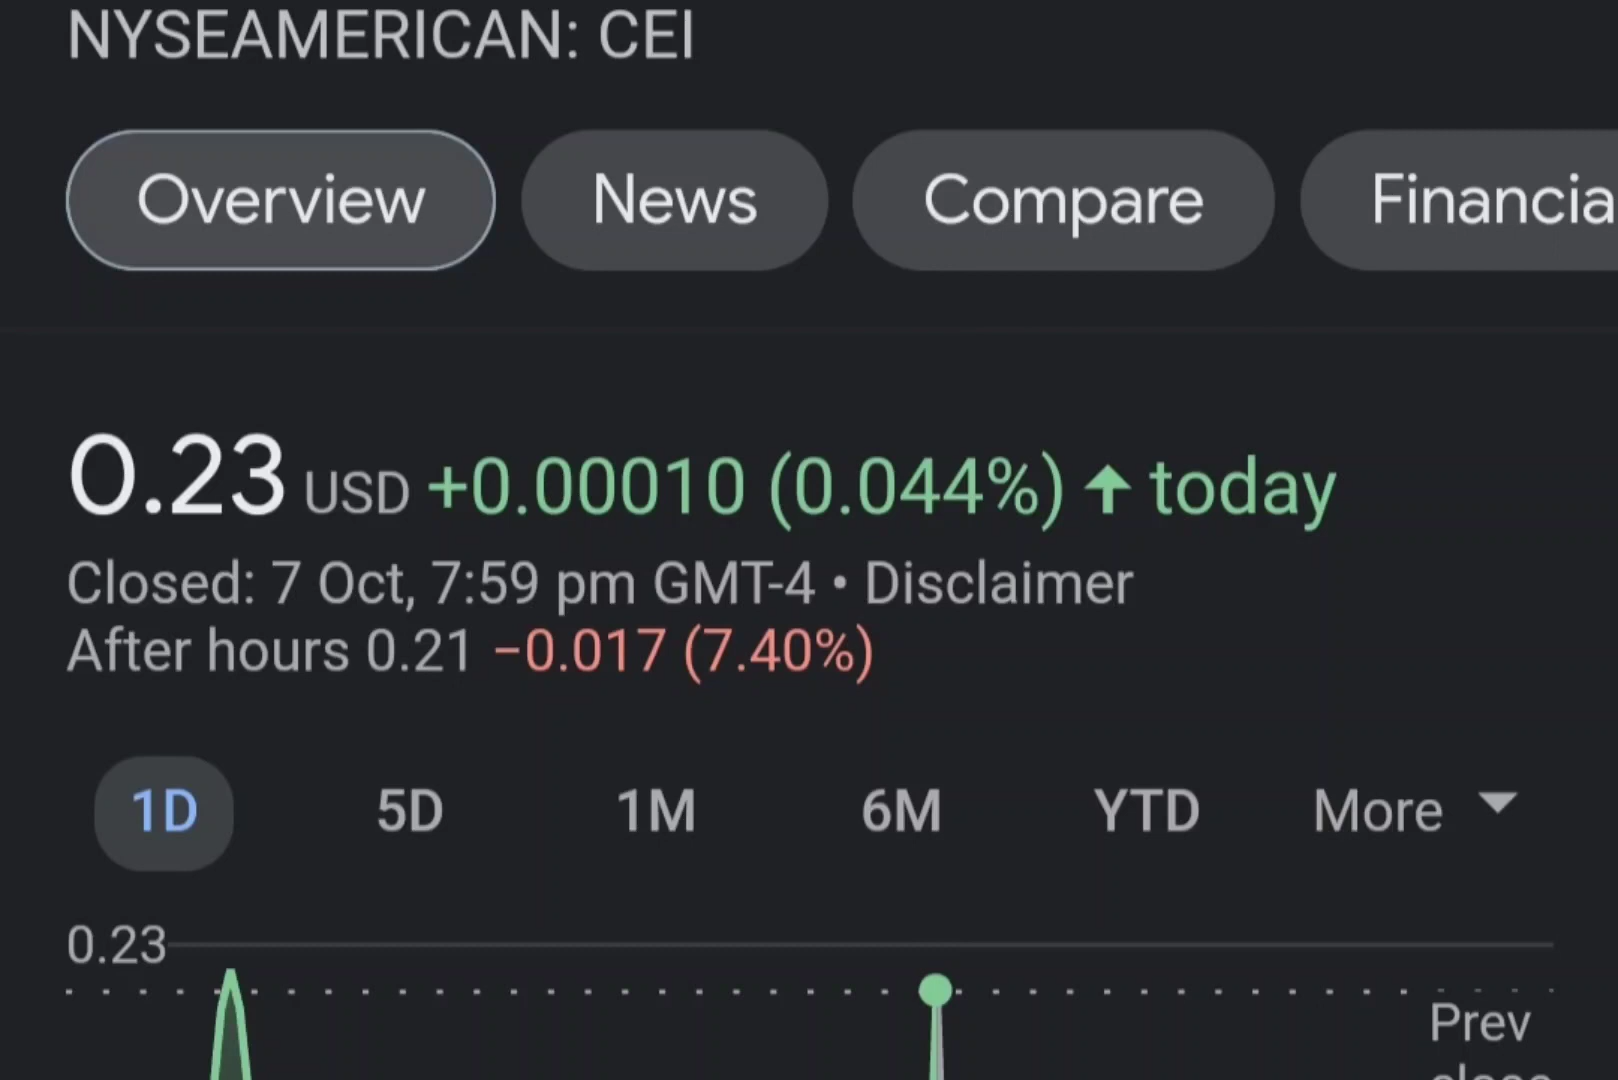 NYSEAMERICAN: CEI
Overview News Compare Financia
0.23 USD +0.00010 (0.044%) ↑ today
Closed: 7 Oct, 7:59 pm GMT-4 • Disclaimer
After hours 0.21 −0.017 (7.40%)
1D 5D 1M 6M YTD More
0.23
Prev
close